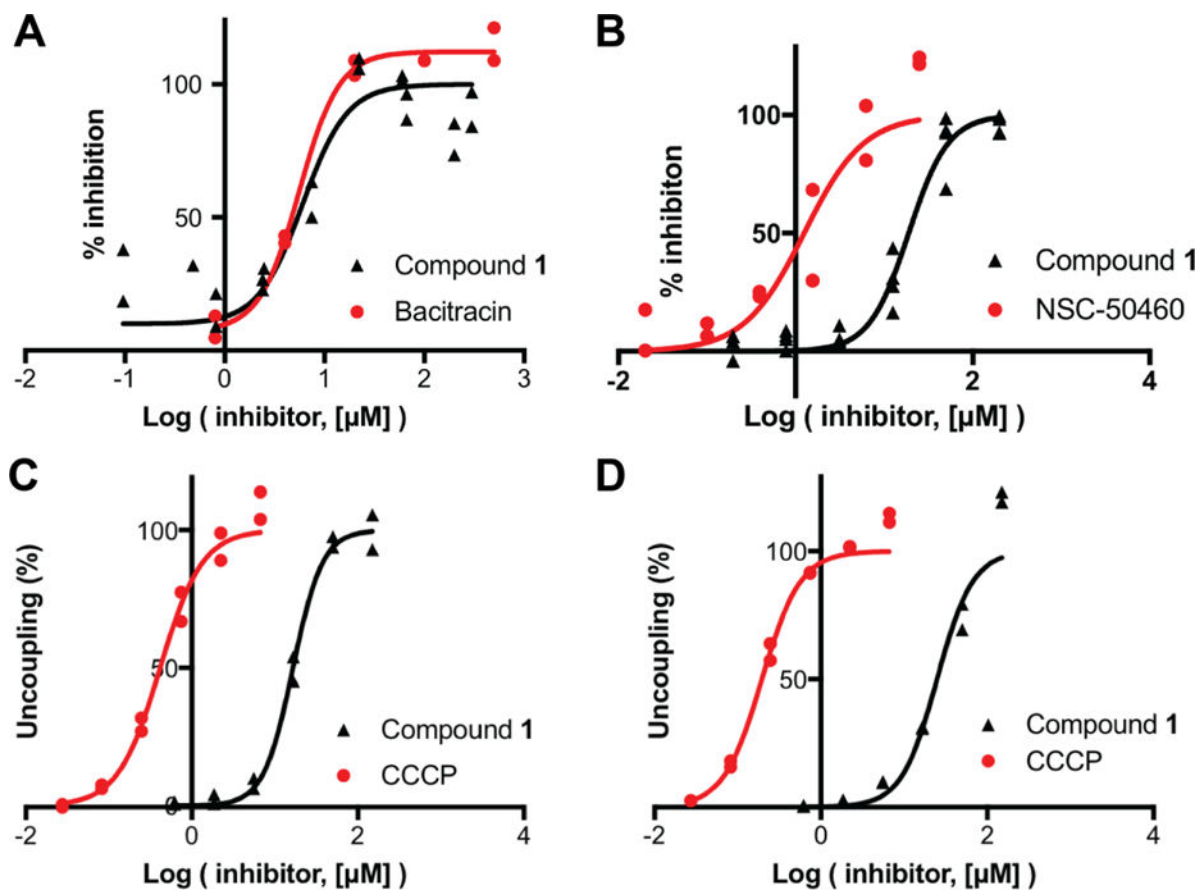 A
% inhibition
100
50
Compound 1
Bacitracin
-2
-1
0
1
2
3
Log ( inhibitor, [µM] )
B
% inhibiton
100
50
Compound 1
NSC-50460
-2
2
4
Log ( inhibitor, [µM] )
C
Uncoupling (%)
100
50
0
Compound 1
CCCP
-2
0
2
4
Log ( inhibitor, [µM] )
D
Uncoupling (%)
100
50
Compound 1
CCCP
-2
0
2
4
Log ( inhibitor, [µM] )